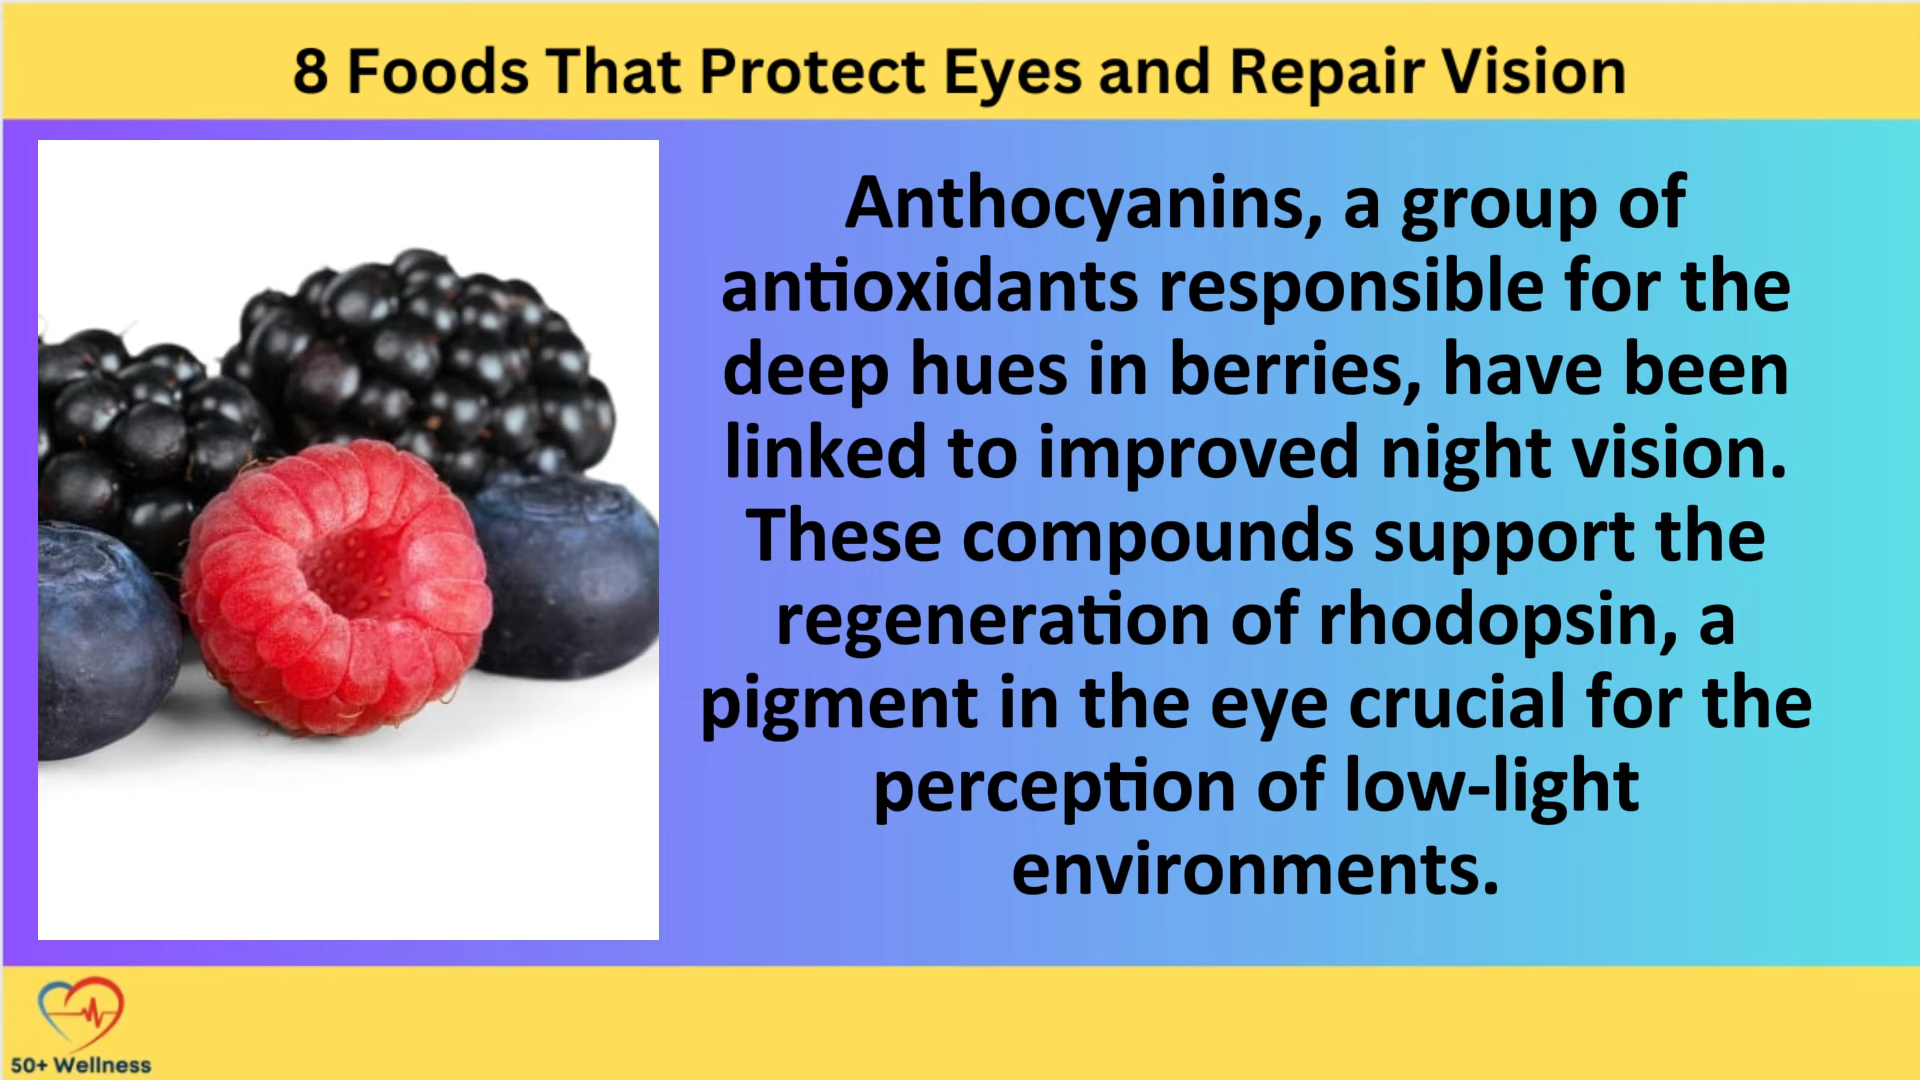 8 Foods That Protect Eyes and Repair Vision
Anthocyanins, a group of
antioxidants responsible for the
deep hues in berries, have been
linked to improved night vision.
These compounds support the
regeneration of rhodopsin, a
pigment in the eye crucial for the
perception of low-light
environments.
50+ Wellness